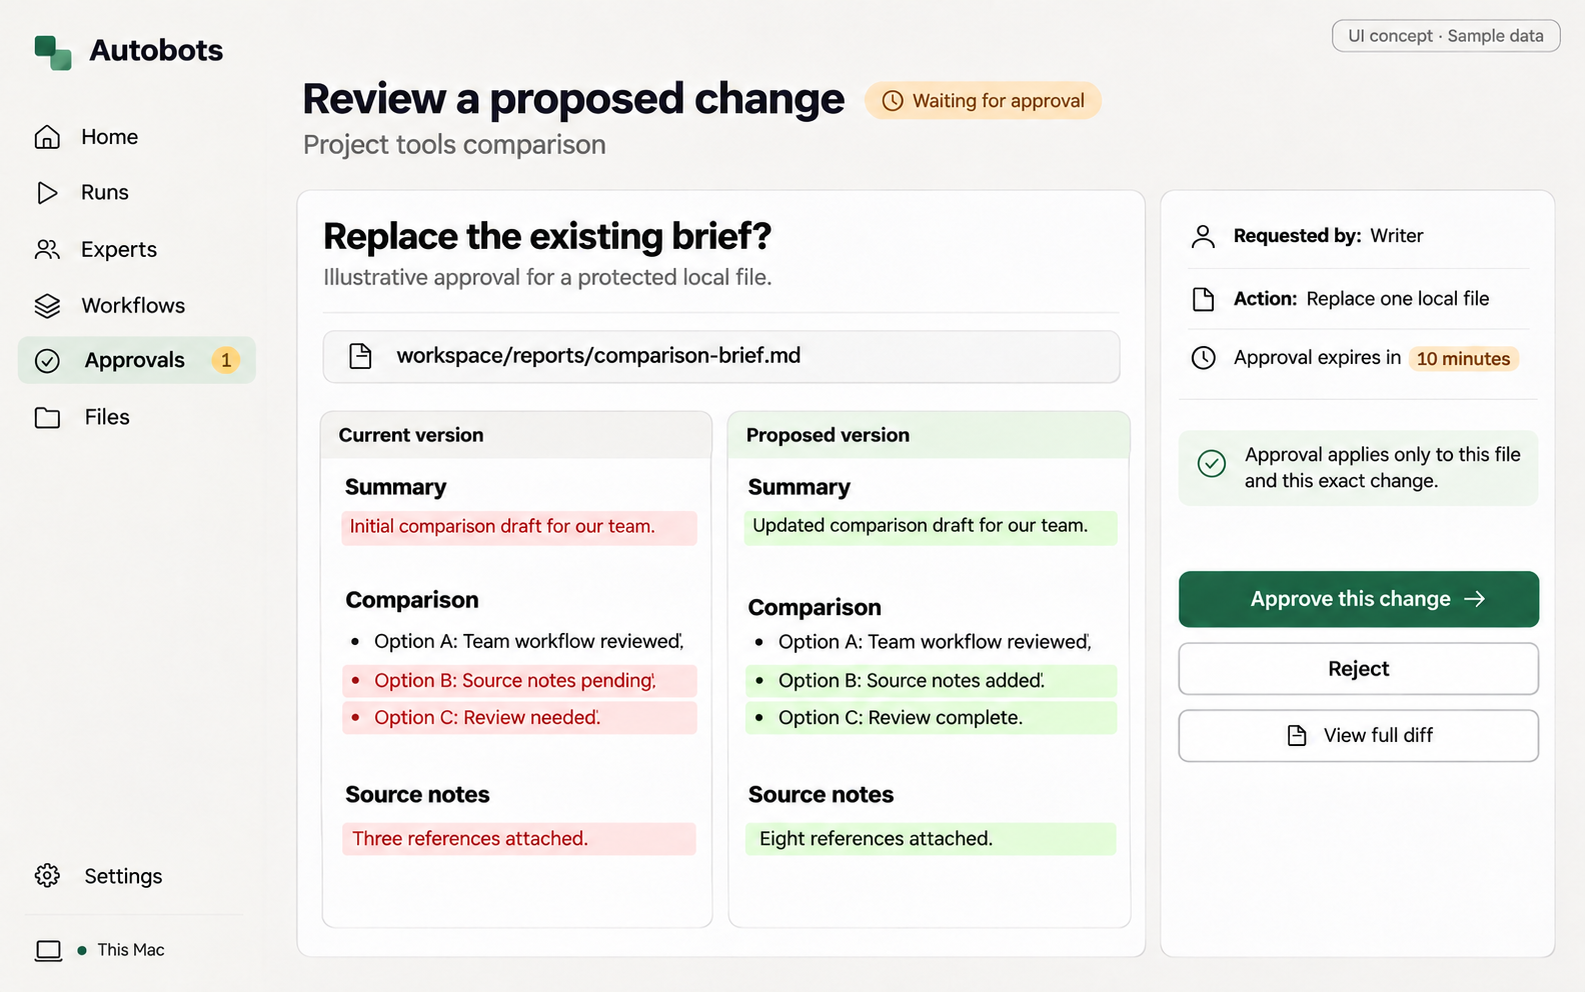 Autobots
UI concept · Sample data
Home
Runs
Experts
Workflows
Approvals 1
Files
Settings
This Mac
Review a proposed change
Waiting for approval
Project tools comparison
Replace the existing brief?
Illustrative approval for a protected local file.
workspace/reports/comparison-brief.md
Current version
Summary
Initial comparison draft for our team.
Comparison
• Option A: Team workflow reviewed,
• Option B: Source notes pending,
• Option C: Review needed.
Source notes
Three references attached.
Proposed version
Summary
Updated comparison draft for our team.
Comparison
• Option A: Team workflow reviewed,
• Option B: Source notes added.
• Option C: Review complete.
Source notes
Eight references attached.
Requested by: Writer
Action: Replace one local file
Approval expires in 10 minutes
Approval applies only to this file
and this exact change.
Approve this change →
Reject
View full diff